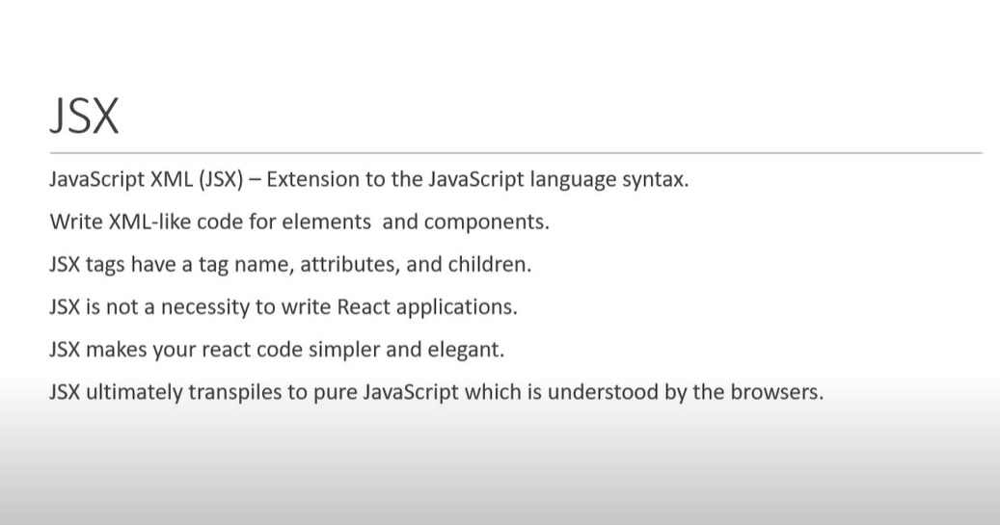 JSX
JavaScript XML (JSX) – Extension to the JavaScript language syntax.
Write XML-like code for elements  and components.
JSX tags have a tag name, attributes, and children.
JSX is not a necessity to write React applications.
JSX makes your react code simpler and elegant.
JSX ultimately transpiles to pure JavaScript which is understood by the browsers.